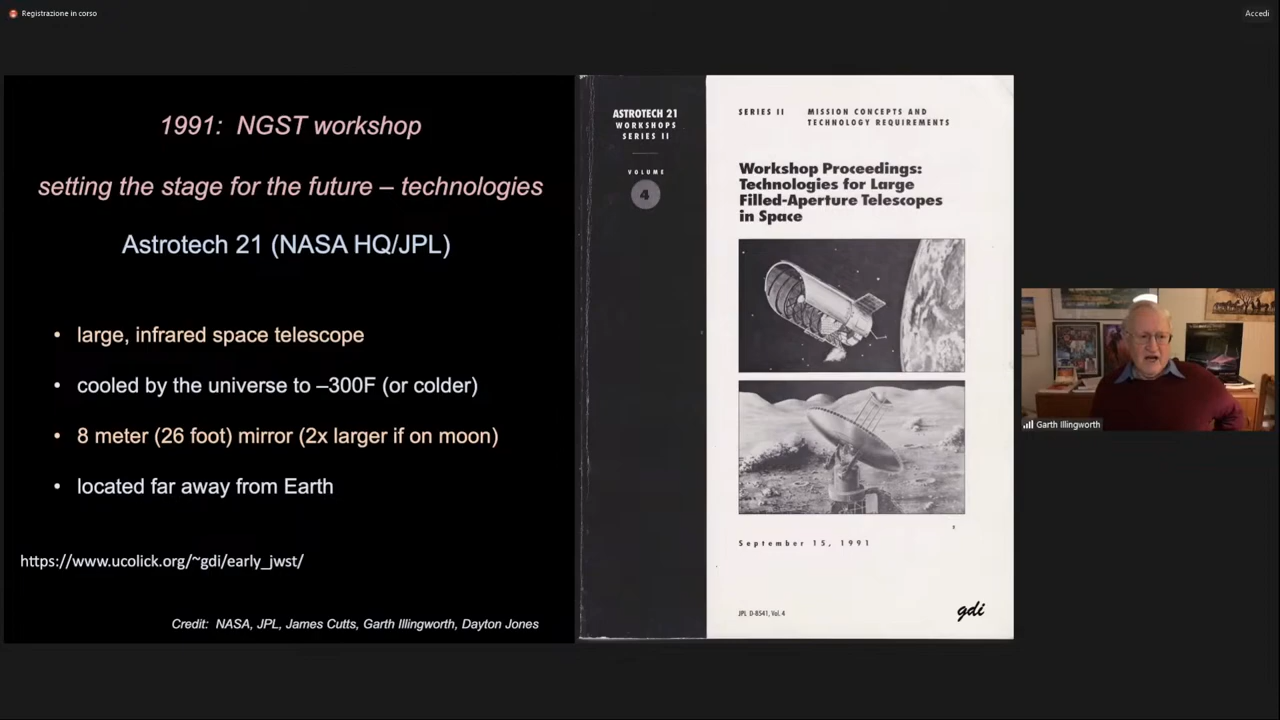 Registrazione in corso
Accedi
1991: NGST workshop
setting the stage for the future – technologies
Astrotech 21 (NASA HQ/JPL)
• large, infrared space telescope
• cooled by the universe to –300F (or colder)
• 8 meter (26 foot) mirror (2x larger if on moon)
• located far away from Earth
https://www.ucolick.org/~gdi/early_jwst/
Credit: NASA, JPL, James Cutts, Garth Illingworth, Dayton Jones
ASTROTECH 21
WORKSHOPS
SERIES II
VOLUME
4
SERIES II MISSION CONCEPTS AND
TECHNOLOGY REQUIREMENTS
Workshop Proceedings:
Technologies for Large
Filled-Aperture Telescopes
in Space
September 15, 1991
JPL D-8541, Vol. 4
gdi
Garth Illingworth